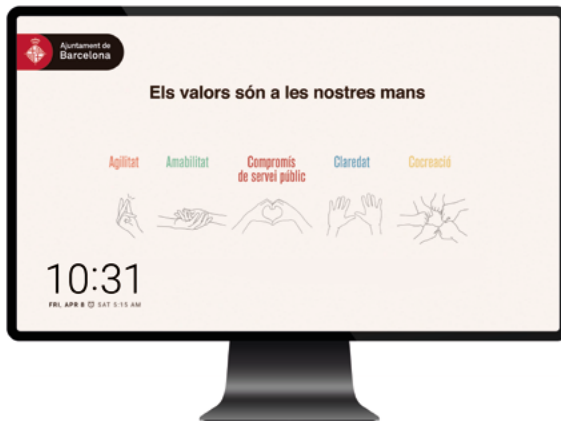 Ajuntament de
Barcelona
Els valors són a les nostres mans
Agilitat
Amabilitat
Compromís
de servei públic
Claredat
Cocreació
10:31
FRI, APR 8 ⏰ SAT 5:15 AM